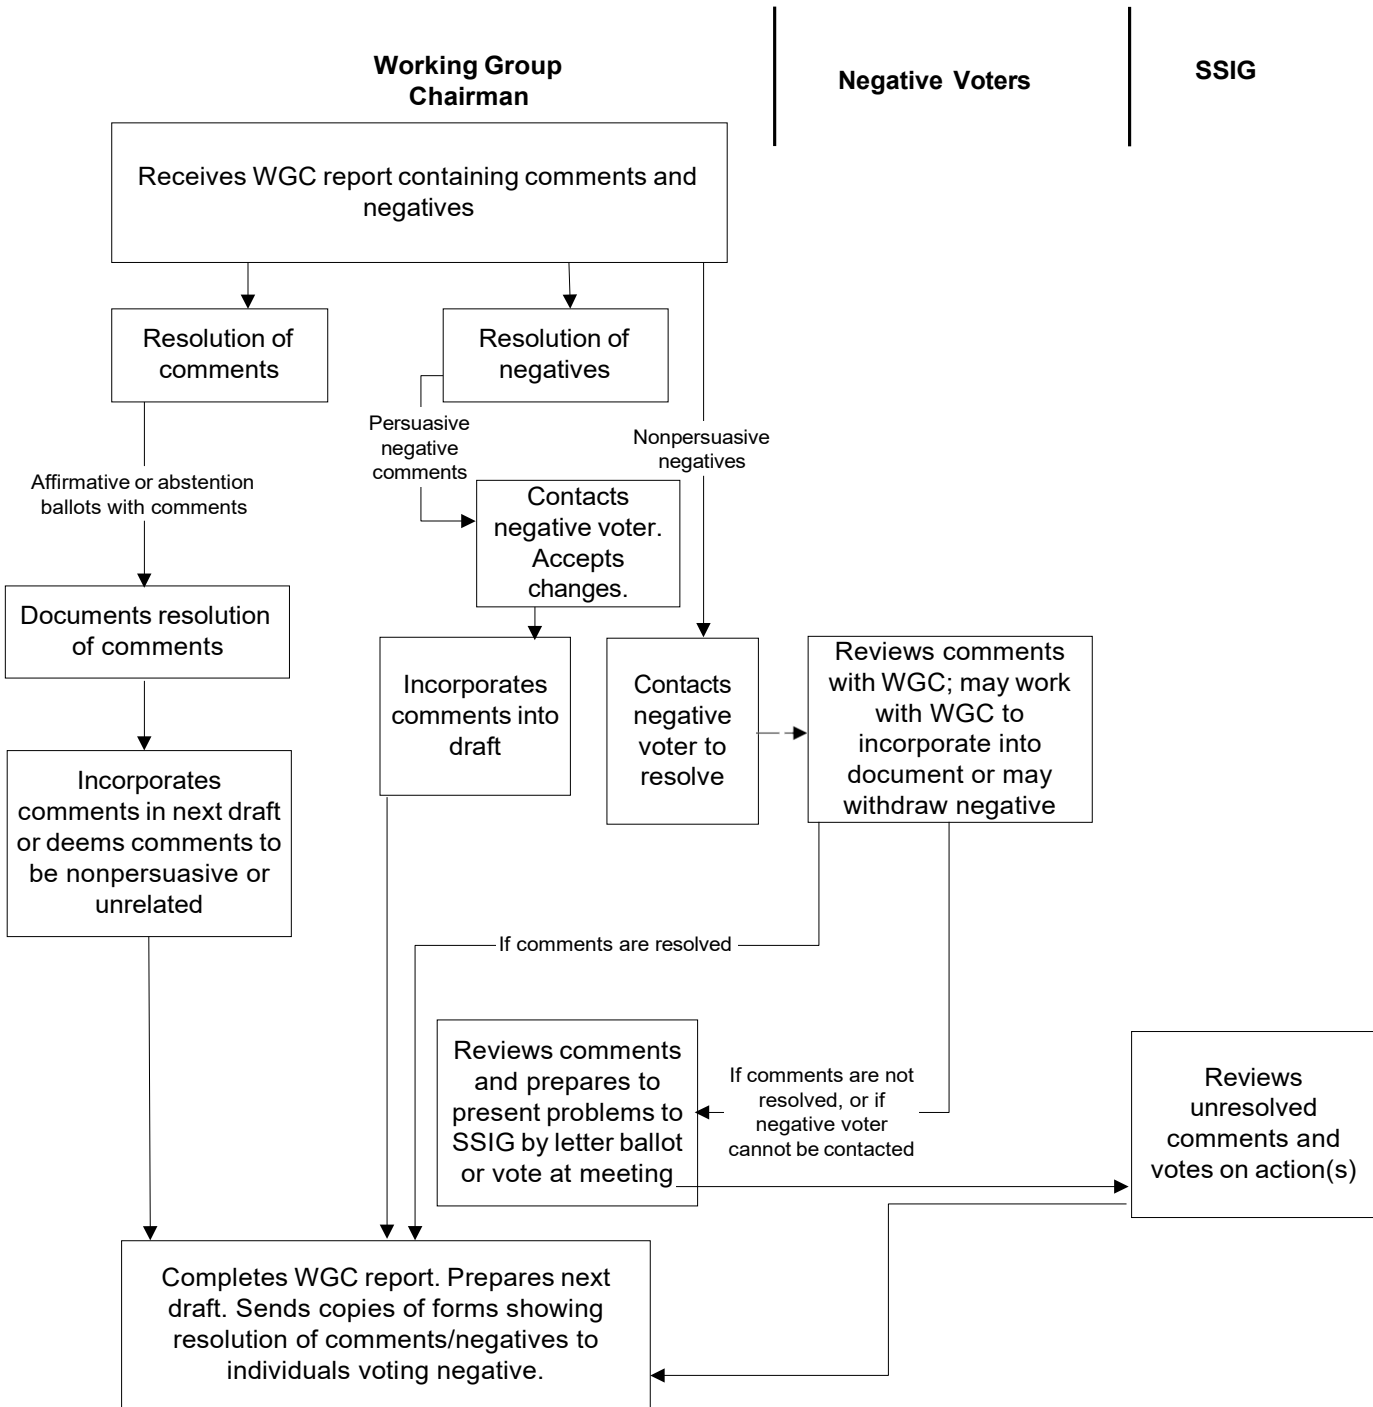 Working Group
Chairman
Negative Voters
SSIG
Receives WGC report containing comments and
negatives
Resolution of
comments
Resolution of
negatives
Persuasive
negative
comments
Nonpersuasive
negatives
Affirmative or abstention
ballots with comments
Contacts
negative voter.
Accepts
changes.
Documents resolution
of comments
Incorporates
comments into
draft
Contacts
negative
voter to
resolve
Reviews comments
with WGC; may work
with WGC to
incorporate into
document or may
withdraw negative
Incorporates
comments in next draft
or deems comments to
be nonpersuasive or
unrelated
If comments are resolved
Reviews comments
and prepares to
present problems to
SSIG by letter ballot
or vote at meeting
If comments are not
resolved, or if
negative voter
cannot be contacted
Reviews
unresolved
comments and
votes on action(s)
Completes WGC report. Prepares next
draft. Sends copies of forms showing
resolution of comments/negatives to
individuals voting negative.